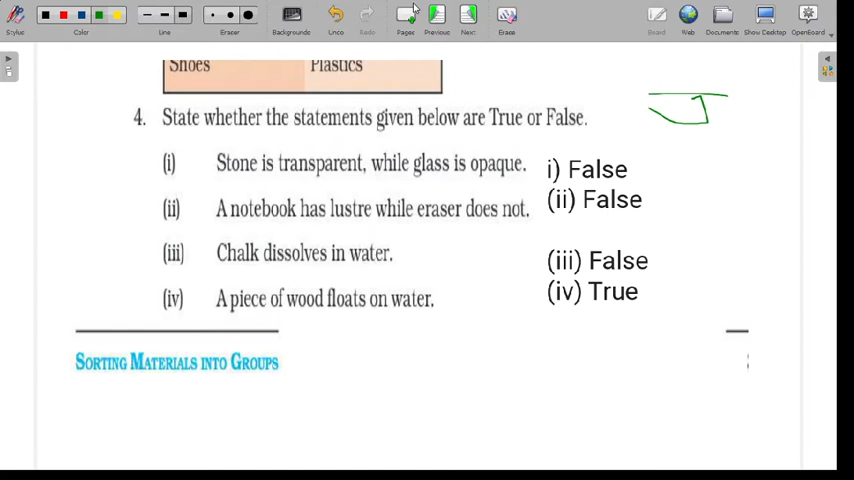 Stylus
Color
Line
Eraser
Backgrounds
Undo
Redo
Pages
Previous
Next
Erase
Board
Web
Documents
Show Desktop
OpenBoard
Shoes Plastics
4. State whether the statements given below are True or False.
(i) Stone is transparent, while glass is opaque.
(ii) A notebook has lustre while eraser does not.
(iii) Chalk dissolves in water.
(iv) A piece of wood floats on water.
i) False
(ii) False
(iii) False
(iv) True
SORTING MATERIALS INTO GROUPS